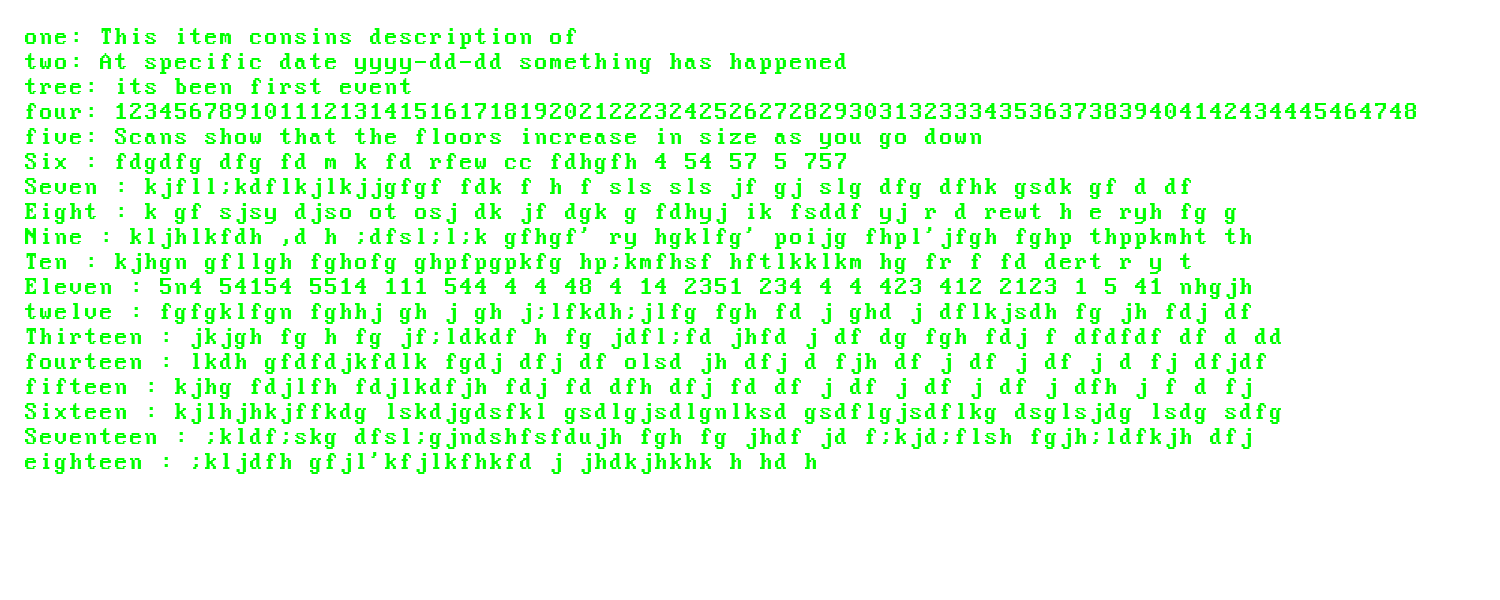 one: This item consins description of
two: At specific date yyyy-dd-dd something has happened
tree: its been first event
four: 123456789101112131415161718192021222324252627282930313233343536373839404142434445464748
five: Scans show that the floors increase in size as you go down
Six : fdgdfg dfg fd m k fd rfew cc fdhgfh 4 54 57 5 757
Seven : kjfll;kdflkjlkjjgfgf fdk f h f sls sls jf gj slg dfg dfhk gsdk gf d df
Eight : k gf sjsy djso ot osj dk jf dgk g fdhyj ik fsddf yj r d rewt h e ryh fg g
Nine : kljhlkfdh ,d h ;dfsl;l;k gfhgf' ry hgklfg' poijg fhpl'jfgh fghp thppkmht th
Ten : kjhgn gfllgh fghofg ghpfpgpkfg hp;kmfhsf hftlkklkm hg fr f fd dert r y t
Eleven : 5n4 54154 5514 111 544 4 4 48 4 14 2351 234 4 4 423 412 2123 1 5 41 nhgjh
twelve : fgfgklfgn fghhj gh j gh j;lfkdh;jlfg fgh fd j ghd j dflkjsdh fg jh fdj df
Thirteen : jkjgh fg h fg jf;ldkdf h fg jdfl;fd jhfd j df dg fgh fdj f dfdfdf df d dd
fourteen : lkdh gfdfdjkfdlk fgdj dfj df olsd jh dfj d fjh df j df j df j d fj dfjdf
fifteen : kjhg fdjlfh fdjlkdfjh fdj fd dfh dfj fd df j df j df j df j dfh j f d fj
Sixteen : kjlhjhkjffkdg lskdjgdsfkl gsdlgjsdlgnlksd gsdflgjsdflkg dsglsjdg lsdg sdfg
Seventeen : ;kldf;skg dfsl;gjndshfsfdujh fgh fg jhdf jd f;kjd;flsh fgjh;ldfkjh dfj
eighteen : ;kljdfh gfjl'kfjlkfhkfd j jhdkjhkhk h hd h